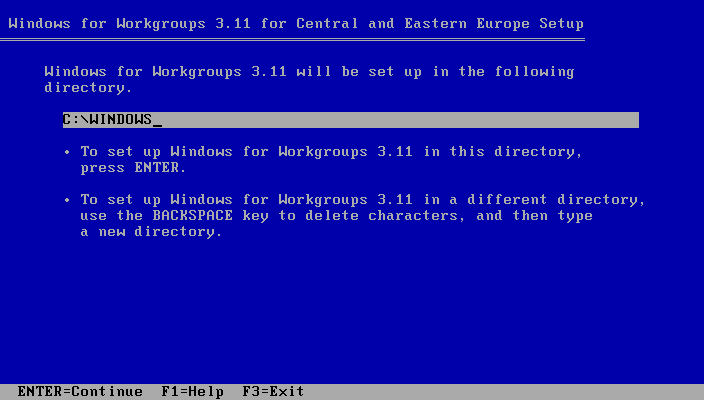 Windows for Workgroups 3.11 for Central and Eastern Europe Setup
Windows for Workgroups 3.11 will be set up in the following
directory.
C:\WINDOWS_
• To set up Windows for Workgroups 3.11 in this directory,
press ENTER.
• To set up Windows for Workgroups 3.11 in a different directory,
use the BACKSPACE key to delete characters, and then type
a new directory.
ENTER=Continue  F1=Help  F3=Exit